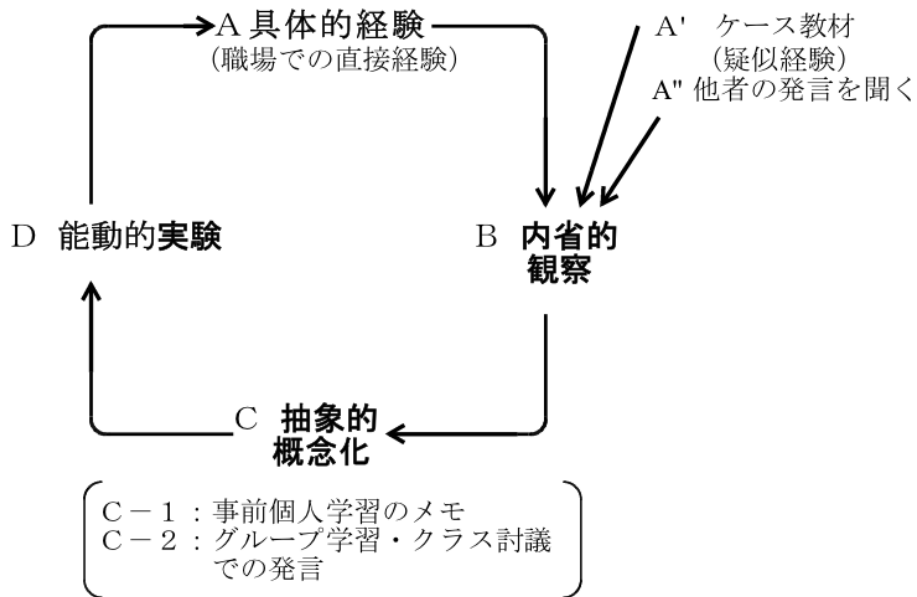 A 具体的経験
(職場での直接経験)
A' ケース教材
(疑似経験)
A" 他者の発言を聞く
D 能動的実験
B 内省的
観察
C 抽象的
概念化
C－1：事前個人学習のメモ
C－2：グループ学習・クラス討議
での発言